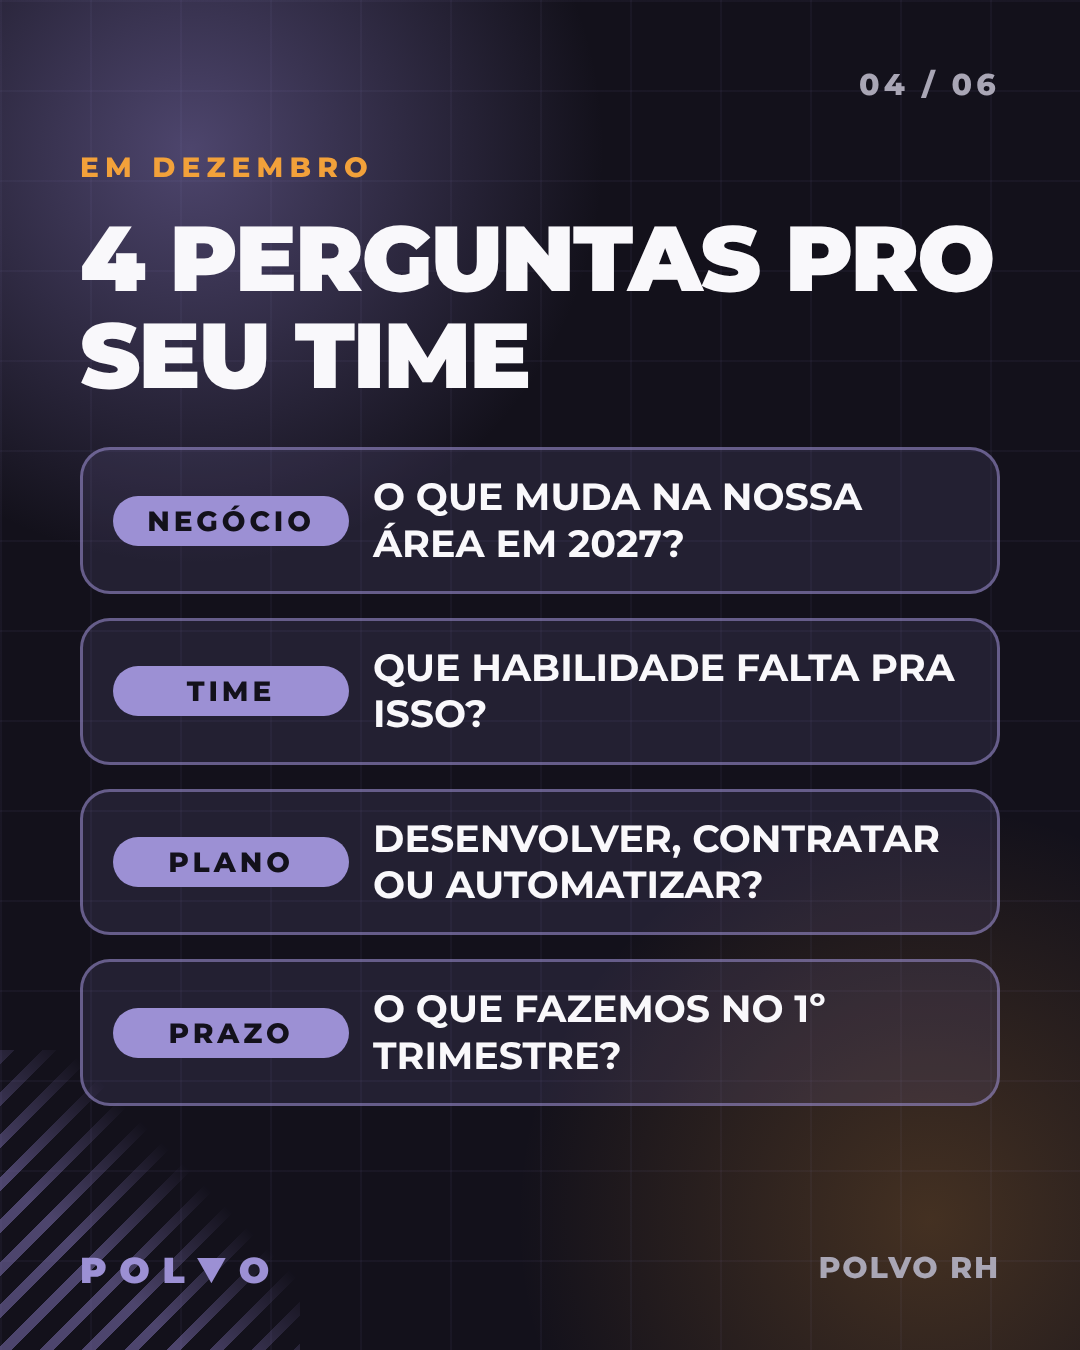 04 / 06
EM DEZEMBRO
4 PERGUNTAS PRO
SEU TIME
NEGÓCIO
O QUE MUDA NA NOSSA
ÁREA EM 2027?
TIME
QUE HABILIDADE FALTA PRA
ISSO?
PLANO
DESENVOLVER, CONTRATAR
OU AUTOMATIZAR?
PRAZO
O QUE FAZEMOS NO 1º
TRIMESTRE?
POLVO
POLVO RH